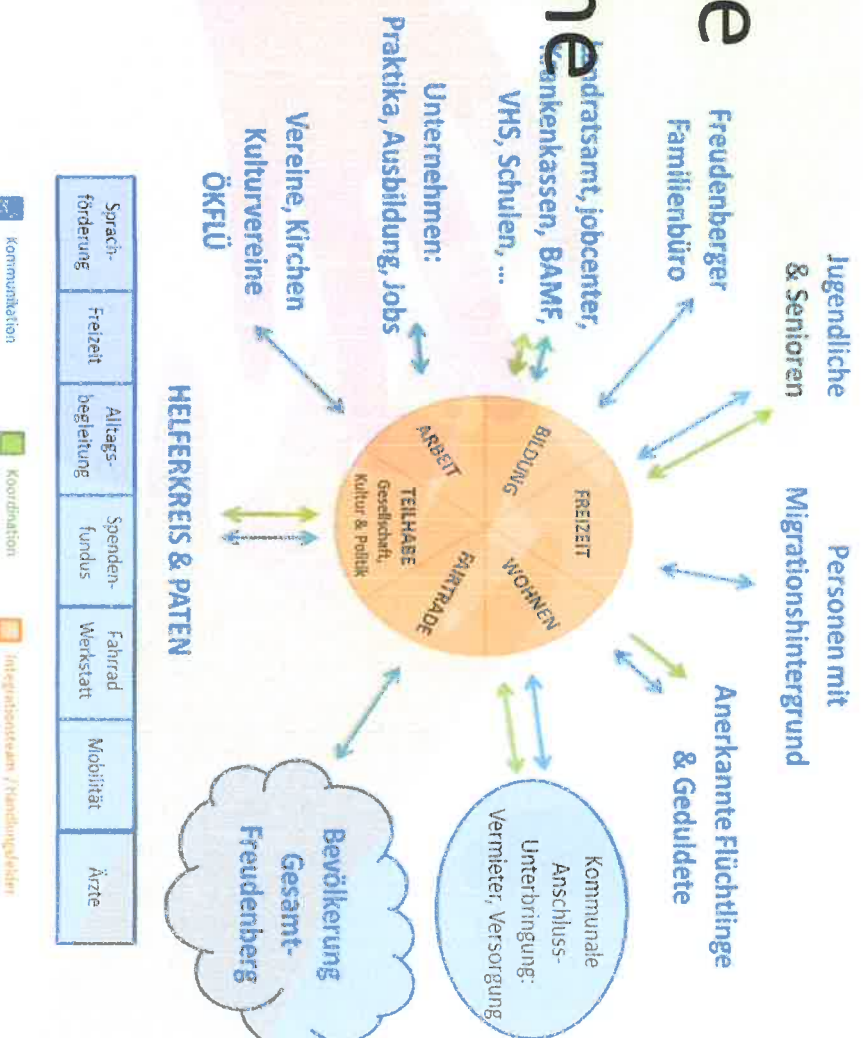 e
ne
Jugendliche
& Senioren
Personen mit
Migrationshintergrund
Anerkannte Flüchtlinge
& Geduldete
Freudenberger
Familienbüro
Landratsamt, jobcenter,
Krankenkassen, BAMF,
VHS, Schulen, ...
Unternehmen:
Praktika, Ausbildung, Jobs
Vereine, Kirchen
Kulturvereine
ÖKFLÜ
FREIZEIT
BILDUNG
WOHNEN
ARBEIT
TEILHABE
Gesellschaft,
Kultur & Politik
FAIRTRADE
Kommunale
Anschluss-
Unterbringung:
Vermieter, Versorgung
Bevölkerung
Gesamt-
Freudenberg
HELFERKREIS & PATEN
Sprach-
förderung
Freizeit
Alltags-
begleitung
Spenden-
fundus
Fahrrad
Werkstatt
Mobilität
Ärzte
Kommunikation
Koordination
Integrationsteam / Handlungsfelder